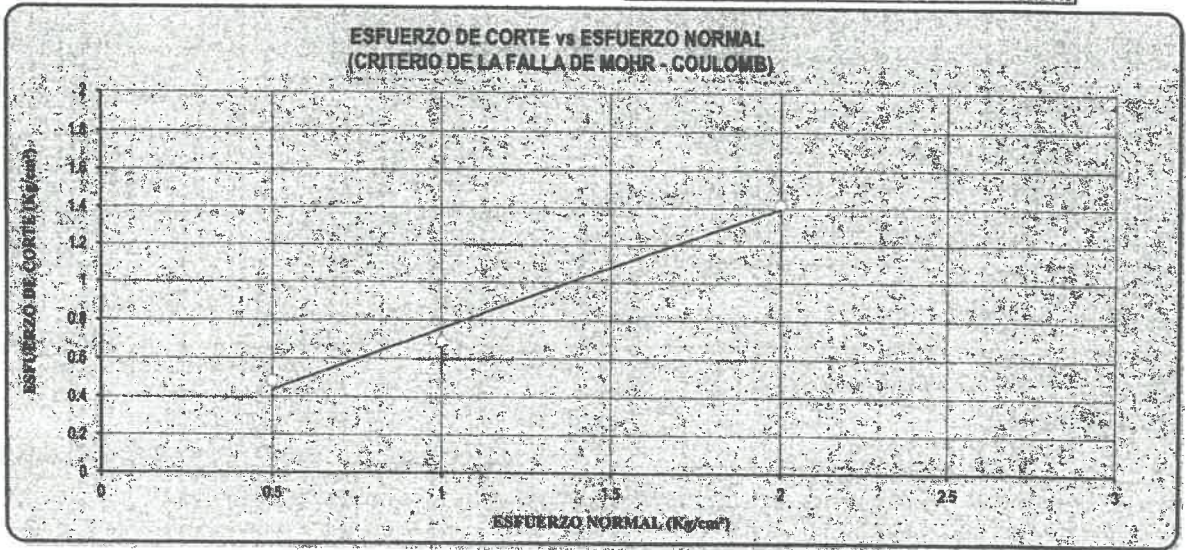 ESFUERZO DE CORTE vs ESFUERZO NORMAL
(CRITERIO DE LA FALLA DE MOHR - COULOMB)
ESFUERZO DE CORTE (Kg/cm²)
2
1.8
1.6
1.4
1.2
1
0.8
0.6
0.4
0.2
0
0 0.5 1 1.5 2 2.5 3
ESFUERZO NORMAL (Kg/cm²)